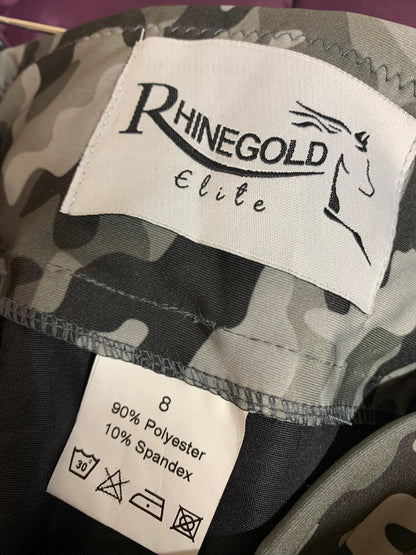 RHINEGOLD
Elite
8
90% Polyester
10% Spandex
30°